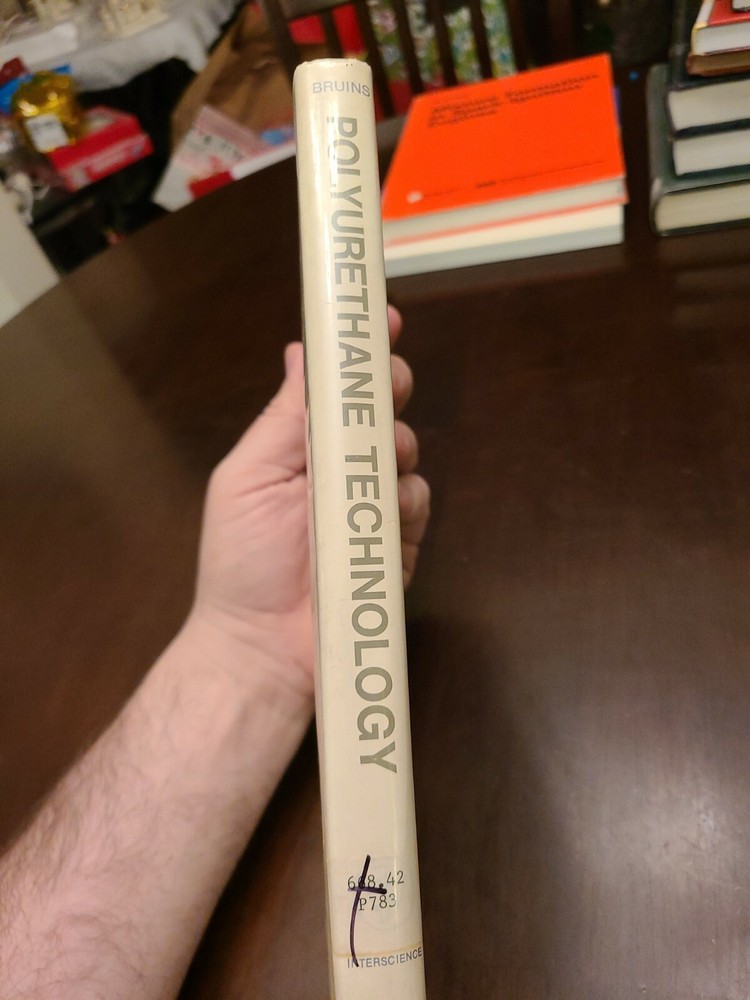 BRUINS
POLYURETHANE TECHNOLOGY
668.42
P783
INTERSCIENCE